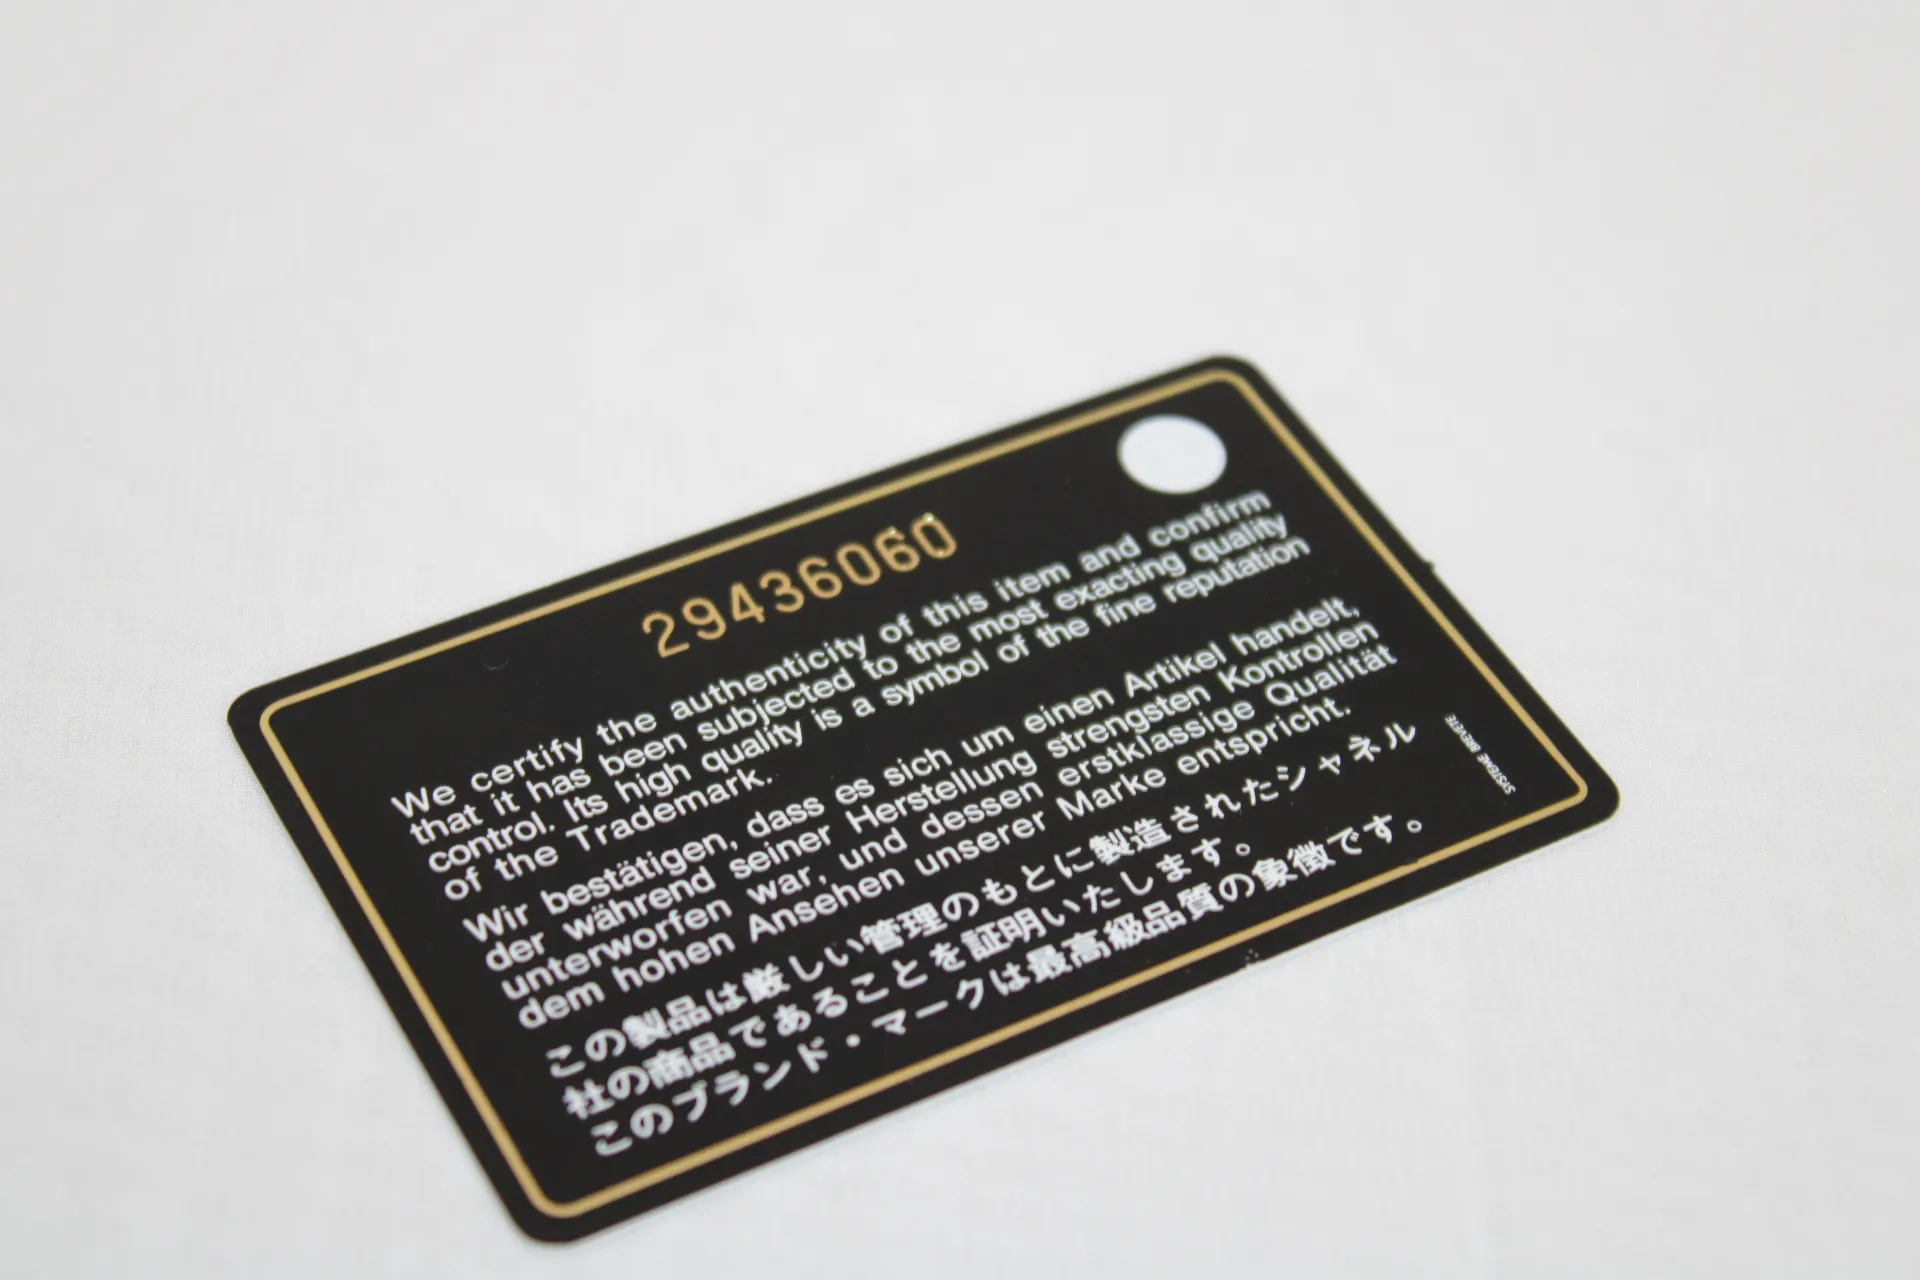 29436060
We certify the authenticity of this item and confirm
that it has been subjected to the most exacting quality
control. Its high quality is a symbol of the fine reputation
of the Trademark.
Wir bestätigen, dass es sich um einen Artikel handelt,
der während seiner Herstellung strengsten Kontrollen
unterworfen war, und dessen erstklassige Qualität
dem hohen Ansehen unserer Marke entspricht.
この製品は厳しい管理のもとに製造されたシャネル
社の商品であることを証明いたします。
このブランド・マークは最高級品質の象徴です。
SYSTEME BREVETE